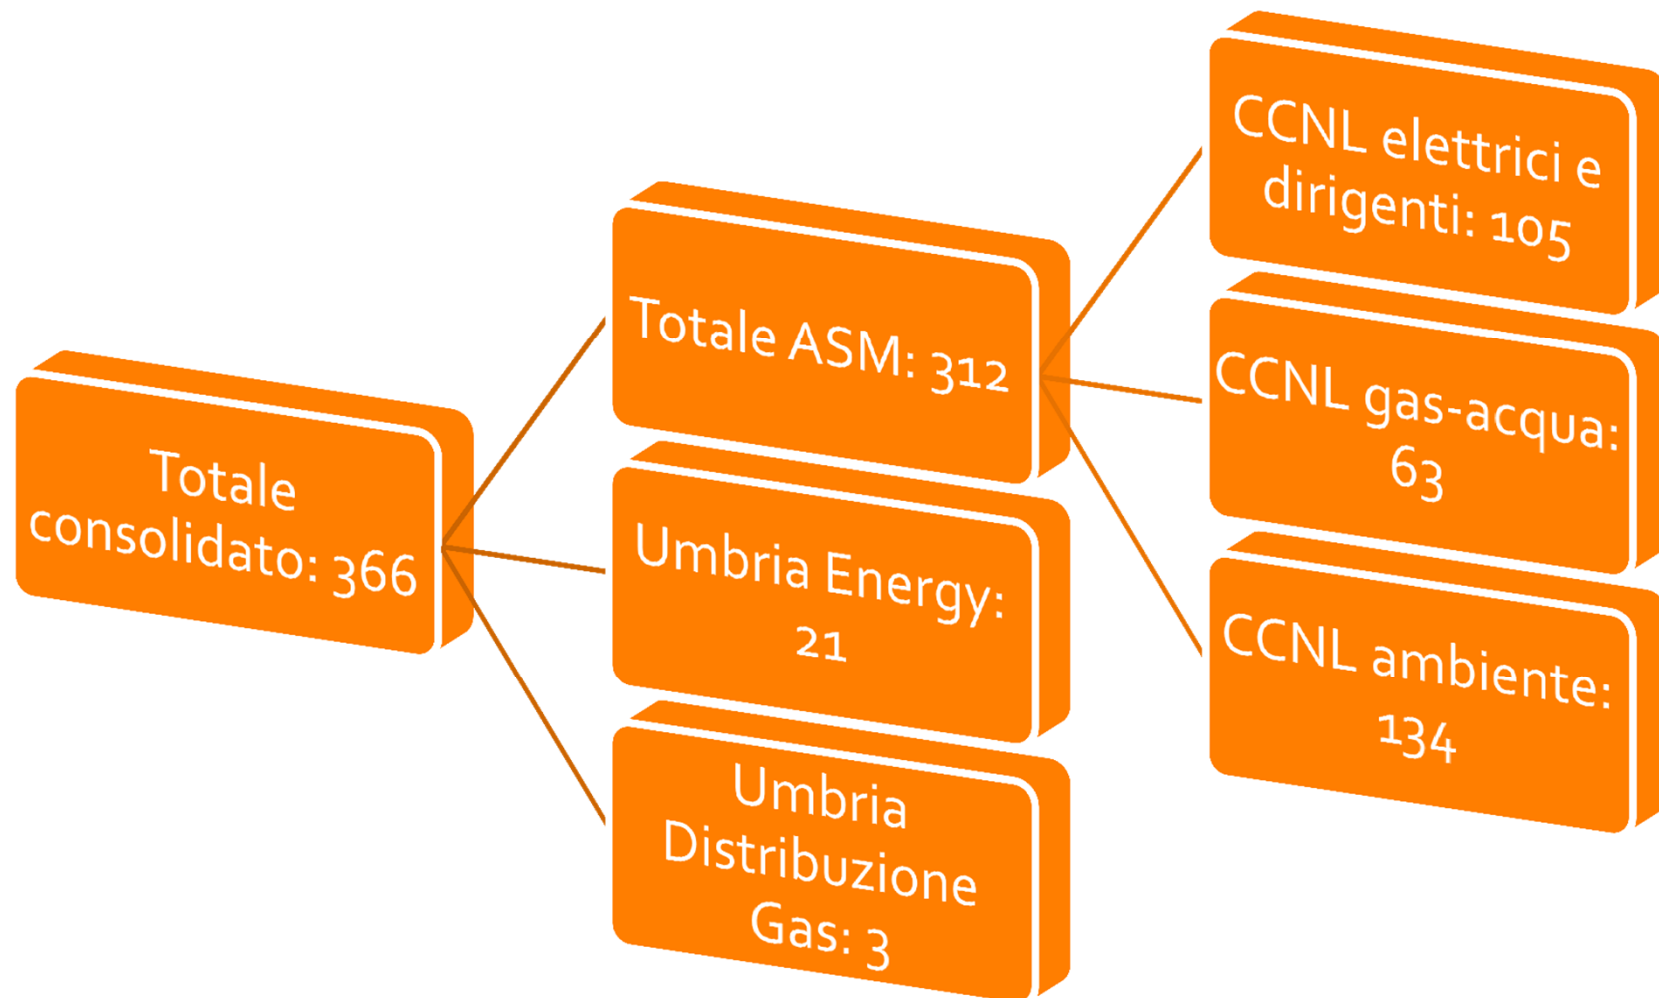 Totale
consolidato: 366
Totale ASM: 312
Umbria Energy:
21
Umbria
Distribuzione
Gas: 3
CCNL elettrici e
dirigenti: 105
CCNL gas-acqua:
63
CCNL ambiente:
134